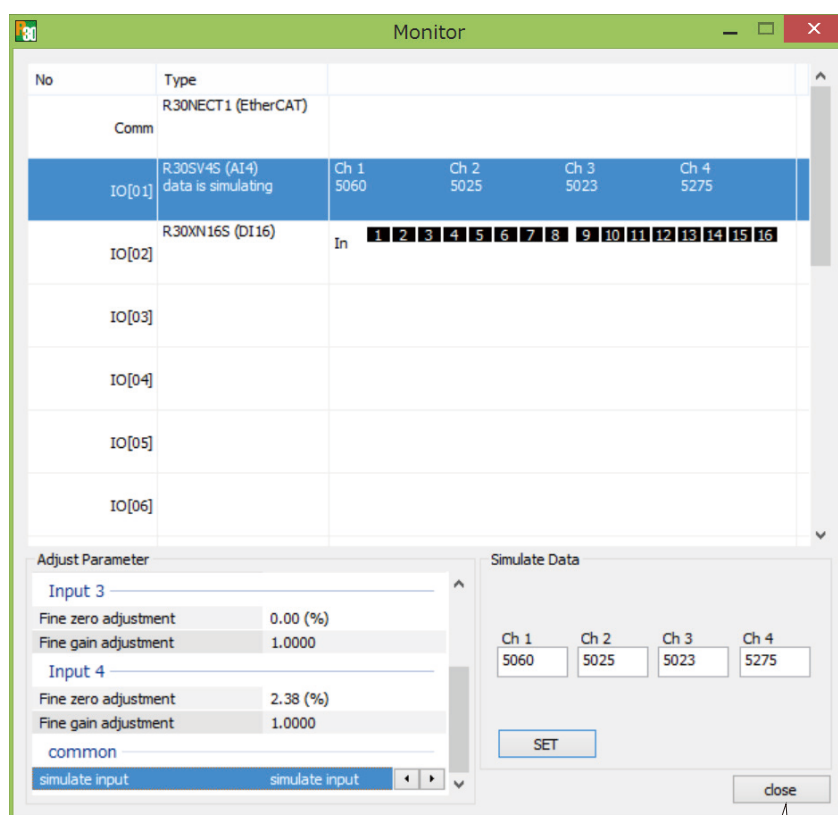 R30
Monitor
No Type
R30NECT1 (EtherCAT)
Comm
R30SV4S (AI4) Ch 1 Ch 2 Ch 3 Ch 4
IO[01] data is simulating 5060 5025 5023 5275
R30XN16S (DI16)
In 1 2 3 4 5 6 7 8 9 10 11 12 13 14 15 16
IO[02]
IO[03]
IO[04]
IO[05]
IO[06]
Adjust Parameter
Input 3
Fine zero adjustment 0.00 (%)
Fine gain adjustment 1.0000
Input 4
Fine zero adjustment 2.38 (%)
Fine gain adjustment 1.0000
common
simulate input simulate input
Simulate Data
Ch 1 Ch 2 Ch 3 Ch 4
5060 5025 5023 5275
SET
close